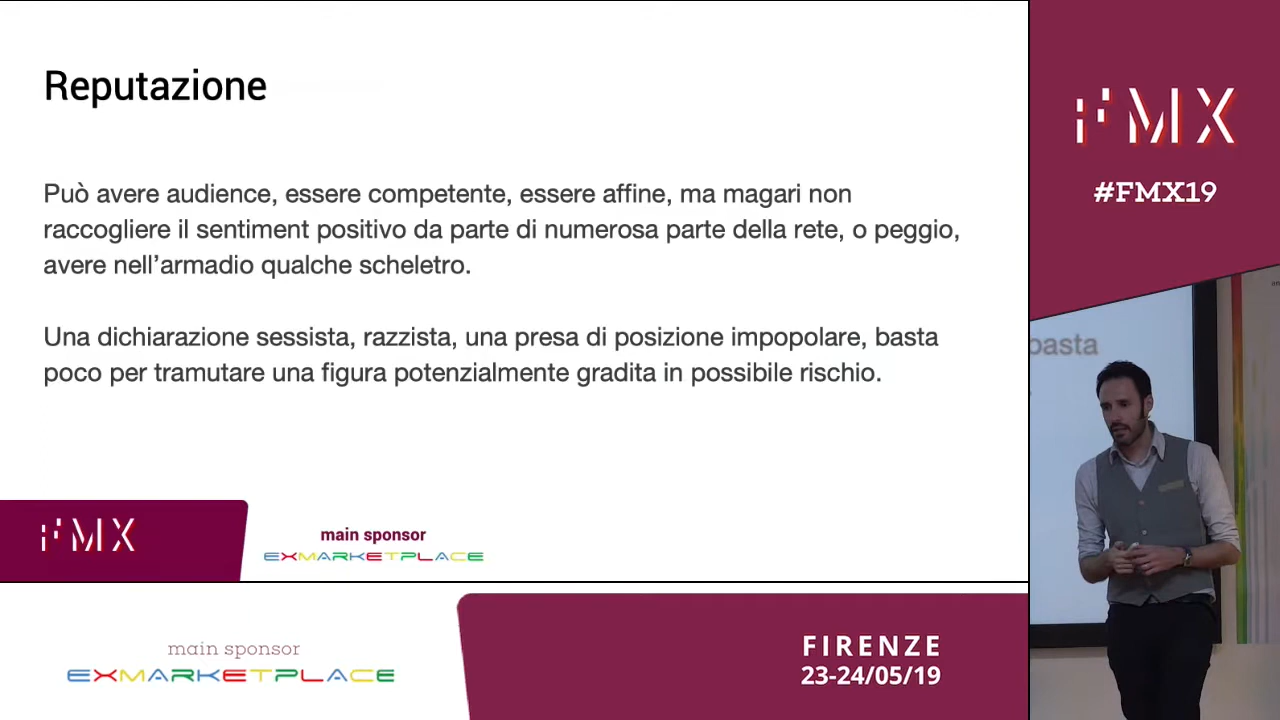 Reputazione
Può avere audience, essere competente, essere affine, ma magari non
raccogliere il sentiment positivo da parte di numerosa parte della rete, o peggio,
avere nell’armadio qualche scheletro.
Una dichiarazione sessista, razzista, una presa di posizione impopolare, basta
poco per tramutare una figura potenzialmente gradita in possibile rischio.
FMX
main sponsor
EXMARKETPLACE
main sponsor
EXMARKETPLACE
FIRENZE
23-24/05/19
FMX
#FMX19
basta